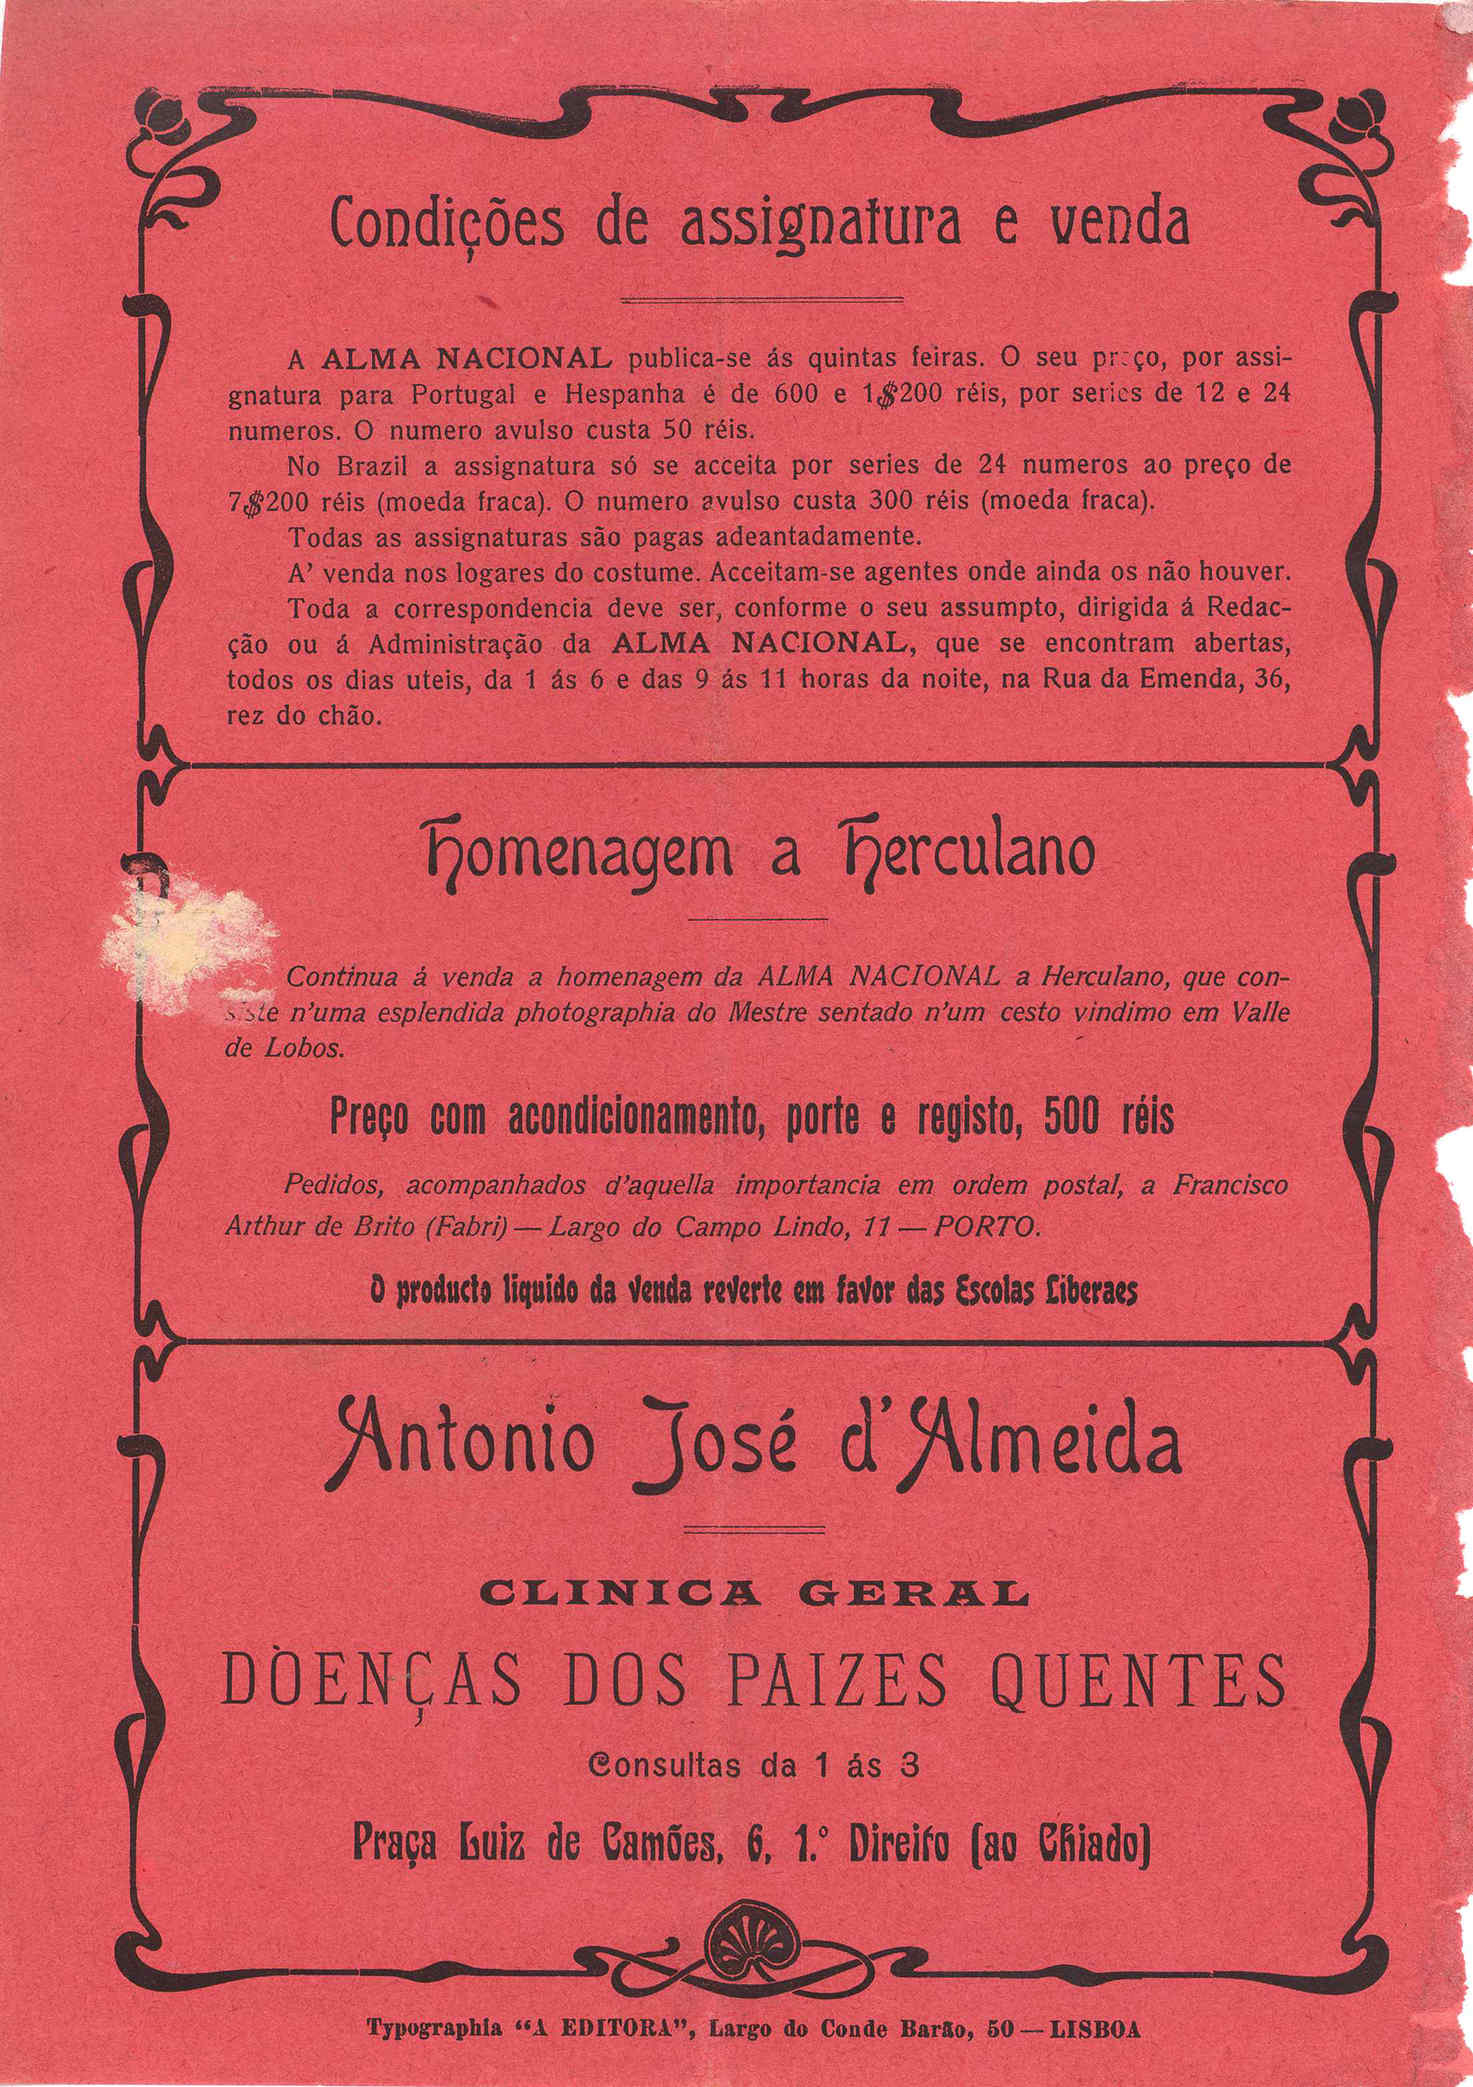 Condições de assignatura e venda
A ALMA NACIONAL publica-se ás quintas feiras. O seu preço, por assi-
gnatura para Portugal e Hespanha é de 600 e 1$200 réis, por series de 12 e 24
numeros. O numero avulso custa 50 réis.
No Brazil a assignatura só se acceita por series de 24 numeros ao preço de
7$200 réis (moeda fraca). O numero avulso custa 300 réis (moeda fraca).
Todas as assignaturas são pagas adeantadamente.
A' venda nos logares do costume. Acceitam-se agentes onde ainda os não houver.
Toda a correspondencia deve ser, conforme o seu assumpto, dirigida á Redac-
ção ou á Administração da ALMA NACIONAL, que se encontram abertas,
todos os dias uteis, da 1 ás 6 e das 9 ás 11 horas da noite, na Rua da Emenda, 36,
rez do chão.
Homenagem a Herculano
Continua á venda a homenagem da ALMA NACIONAL a Herculano, que con-
siste n'uma esplendida photographia do Mestre sentado n'um cesto vindimo em Valle
de Lobos.
Preço com acondicionamento, porte e registo, 500 réis
Pedidos, acompanhados d'aquella importancia em ordem postal, a Francisco
Arthur de Brito (Fabri) — Largo do Campo Lindo, 11 — PORTO.
O producto liquido da venda reverte em favor das Escolas Liberaes
Antonio José d'Almeida
CLINICA GERAL
DOENÇAS DOS PAIZES QUENTES
Consultas da 1 ás 3
Praça Luiz de Camões, 6, 1.º Direito (ao Chiado)
Typographia “A EDITORA”, Largo do Conde Barão, 50 — LISBOA